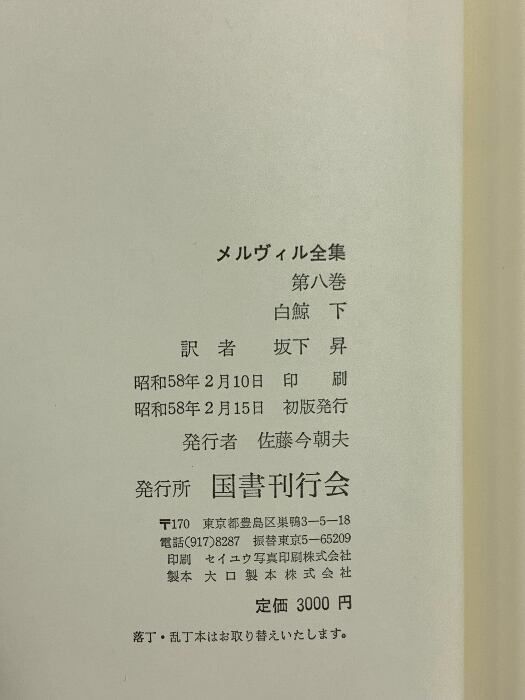 メルヴィル全集
第八巻
白鯨 下
訳者 坂下 昇
昭和58年2月10日 印刷
昭和58年2月15日 初版発行
発行者 佐藤今朝夫
発行所 国書刊行会
〒170 東京都豊島区巣鴨3-5-18
電話(917)8287 振替東京5-65209
印刷 セイユウ写真印刷株式会社
製本 大口製本株式会社
定価 3000 円
落丁・乱丁本はお取り替えいたします。